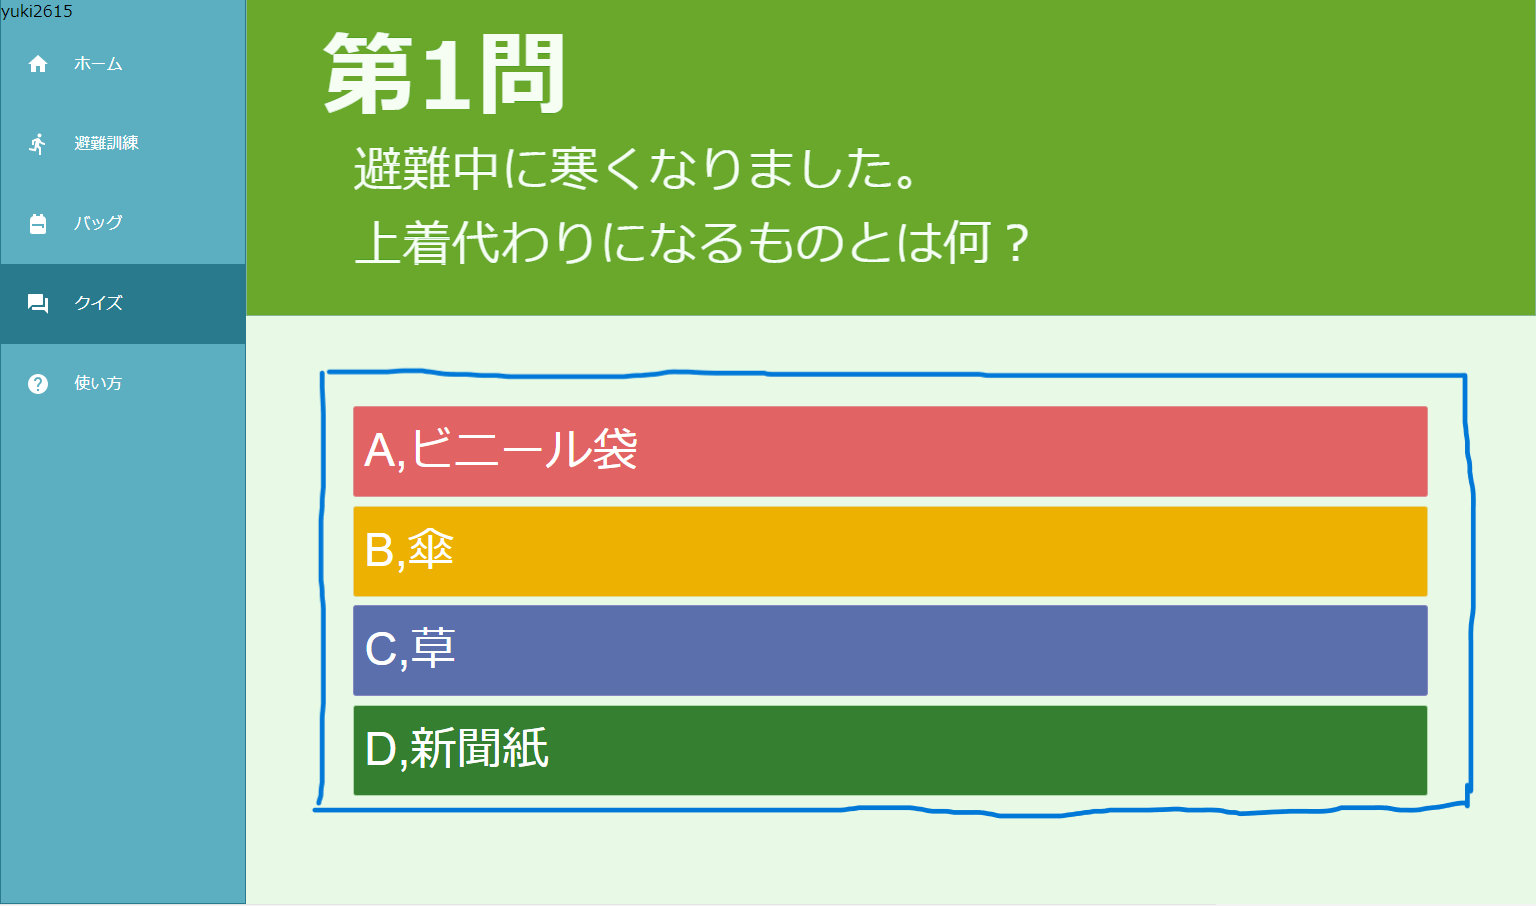 yuki2615
ホーム
避難訓練
バッグ
クイズ
使い方
第1問
避難中に寒くなりました。
上着代わりになるものとは何？
A,ビニール袋
B,傘
C,草
D,新聞紙